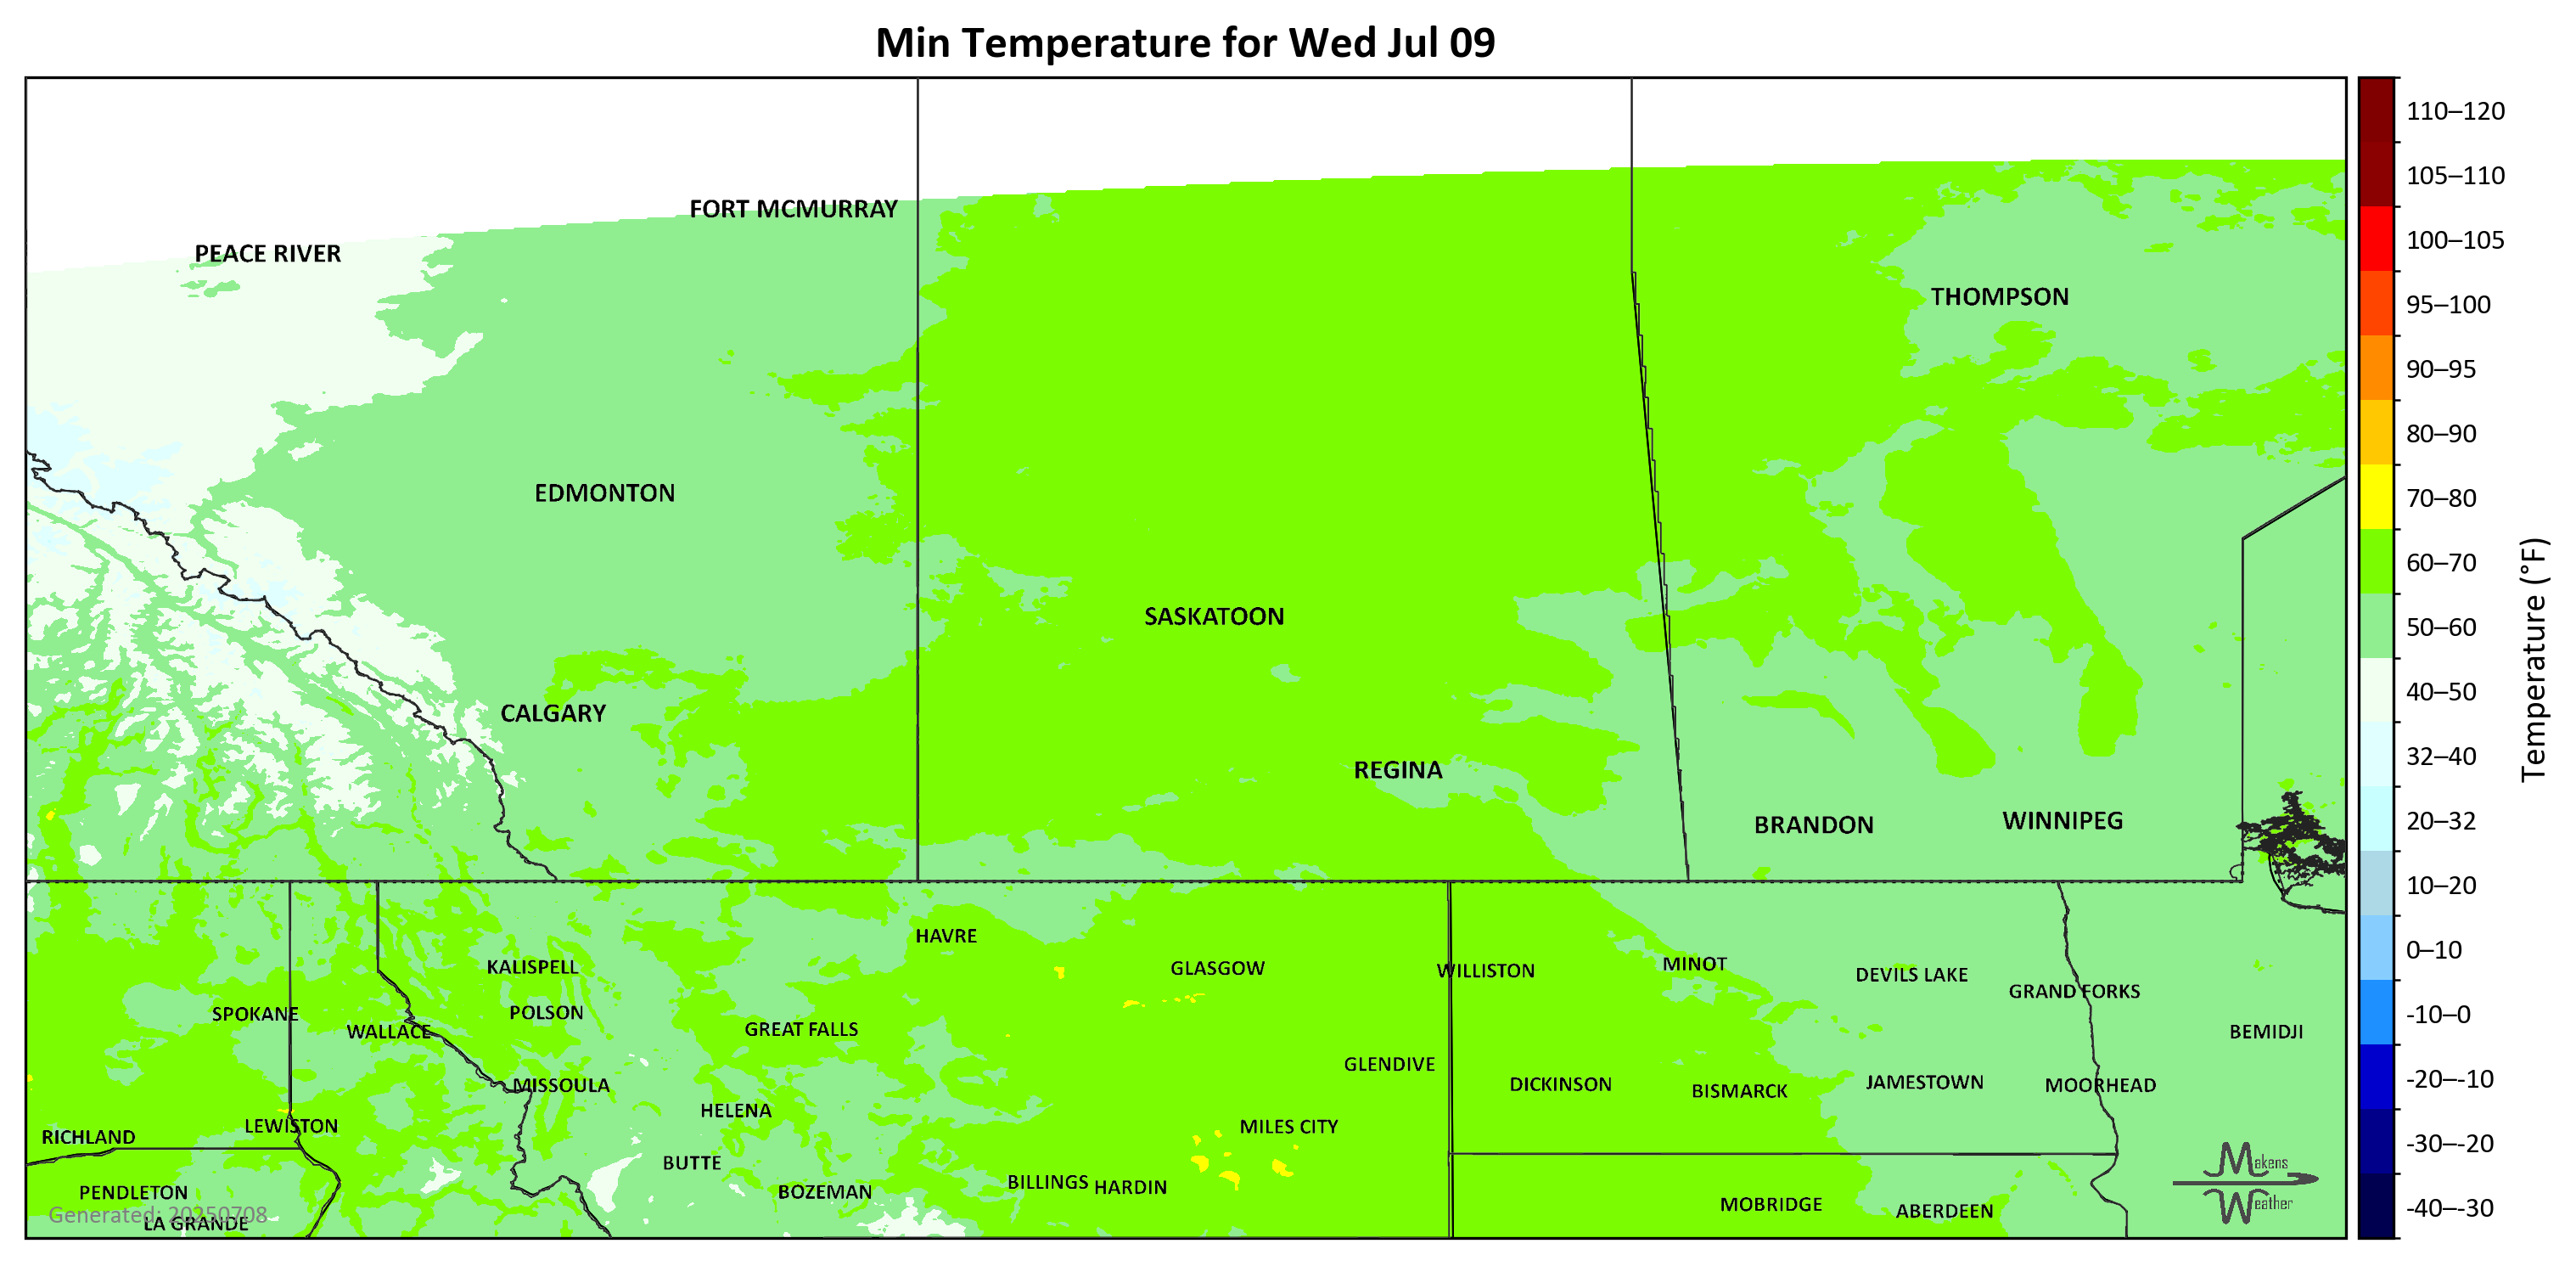 Min Temperature for Wed Jul 09
110–120
105–110
100–105
95–100
90–95
80–90
70–80
60–70
50–60
40–50
32–40
20–32
10–20
0–10
-10–0
-20–-10
-30–-20
-40–-30
Temperature (°F)
FORT MCMURRAY
PEACE RIVER
THOMPSON
EDMONTON
SASKATOON
CALGARY
REGINA
BRANDON
WINNIPEG
HAVRE
KALISPELL
GLASGOW
WILLISTON
MINOT
DEVILS LAKE
GRAND FORKS
SPOKANE
POLSON
WALLACE
GREAT FALLS
BEMIDJI
GLENDIVE
MISSOULA
DICKINSON
BISMARCK
JAMESTOWN
MOORHEAD
HELENA
LEWISTON
MILES CITY
RICHLAND
BUTTE
BILLINGS
HARDIN
PENDLETON
BOZEMAN
MOBRIDGE
ABERDEEN
Generated: 20250708
LA GRANDE
Makens
Weather